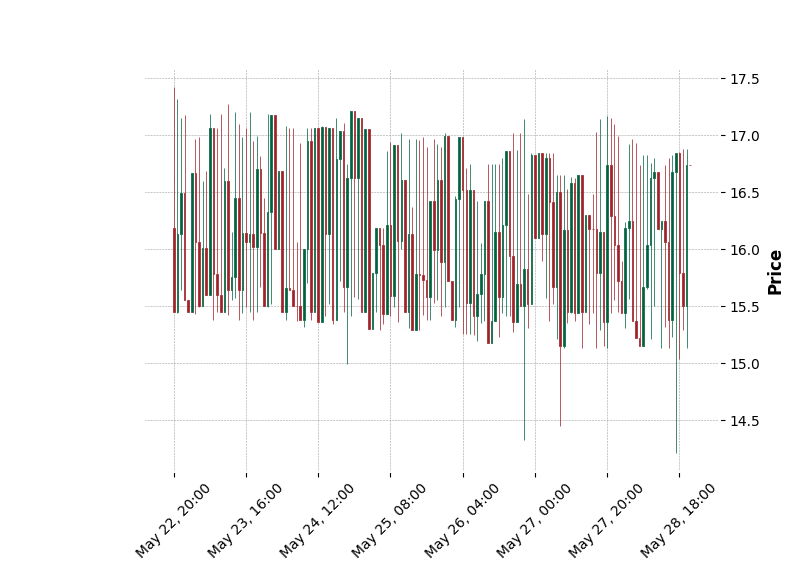 17.5
17.0
16.5
16.0
15.5
15.0
14.5
Price
May 22, 20:00
May 23, 16:00
May 24, 12:00
May 25, 08:00
May 26, 04:00
May 27, 00:00
May 27, 20:00
May 28, 18:00